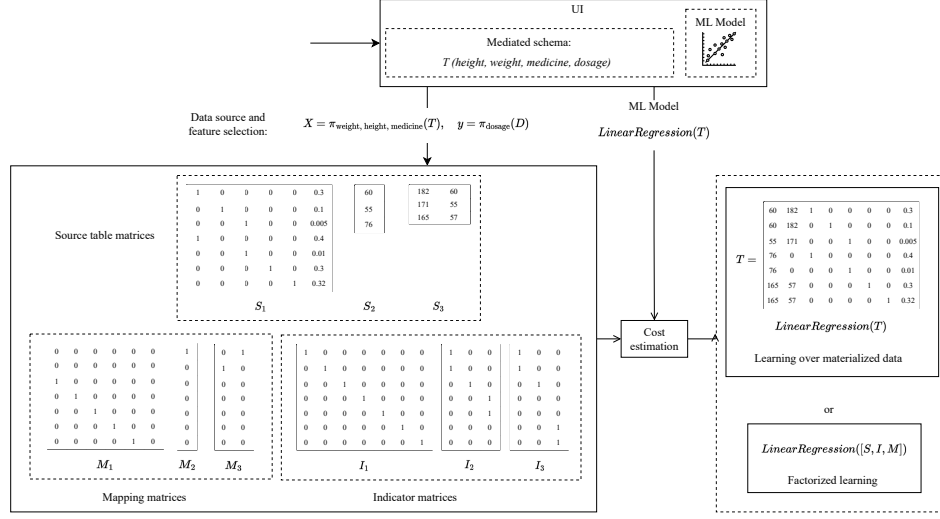 UI
Mediated schema:
T (height, weight, medicine, dosage)
ML Model
Data source and
feature selection:
X = π_weight, height, medicine(T), y = π_dosage(D)
ML Model
LinearRegression(T)
Source table matrices
1 0 0 0 0 0.3
0 1 0 0 0 0.1
0 0 1 0 0 0.005
1 0 0 0 0 0.4
0 0 1 0 0 0.01
0 0 0 1 0 0.3
0 0 0 0 1 0.32
S1
60
55
76
S2
182 60
171 55
165 57
S3
0 0 0 0 0 0
0 0 0 0 0 0
1 0 0 0 0 0
0 1 0 0 0 0
0 0 1 0 0 0
0 0 0 1 0 0
0 0 0 0 1 0
M1
1
0
0
0
0
0
0
M2
0 1
1 0
0 0
0 0
0 0
0 0
0 0
M3
Mapping matrices
1 0 0 0 0 0 0
0 1 0 0 0 0 0
0 0 1 0 0 0 0
0 0 0 1 0 0 0
0 0 0 0 1 0 0
0 0 0 0 0 1 0
0 0 0 0 0 0 1
I1
1 0 0
1 0 0
0 1 0
0 0 1
0 0 1
0 0 0
0 0 0
I2
1 0 0
1 0 0
0 1 0
0 0 0
0 0 0
0 0 1
0 0 1
I3
Indicator matrices
Cost
estimation
T =
60 182 1 0 0 0 0 0.3
60 182 0 1 0 0 0 0.1
55 171 0 0 1 0 0 0.005
76 0 1 0 0 0 0 0.4
76 0 0 0 1 0 0 0.01
165 57 0 0 0 1 0 0.3
165 57 0 0 0 0 1 0.32
LinearRegression(T)
Learning over materialized data
or
LinearRegression([S, I, M])
Factorized learning